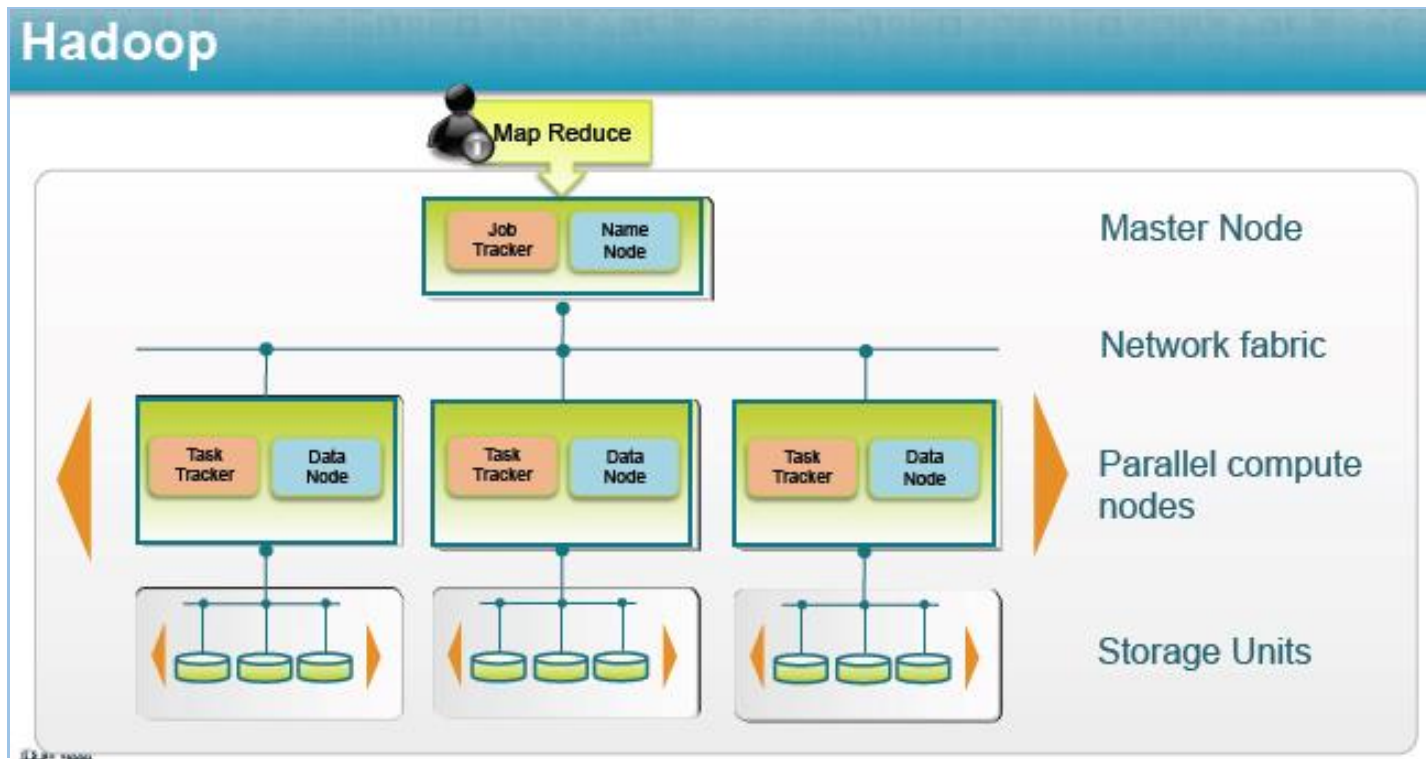 Hadoop
Map Reduce
Job
Tracker
Name
Node
Master Node
Network fabric
Task
Tracker
Data
Node
Task
Tracker
Data
Node
Task
Tracker
Data
Node
Parallel compute
nodes
Storage Units